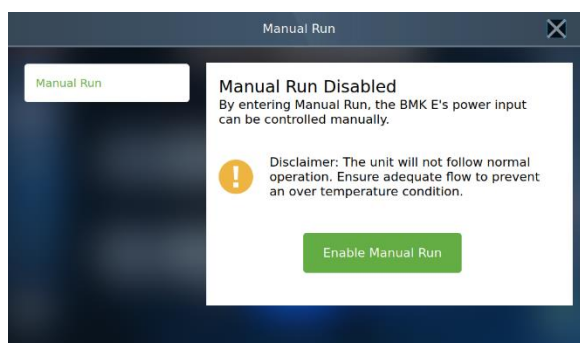 Manual Run
Manual Run
Manual Run Disabled
By entering Manual Run, the BMK E's power input
can be controlled manually.
Disclaimer: The unit will not follow normal
operation. Ensure adequate flow to prevent
an over temperature condition.
Enable Manual Run